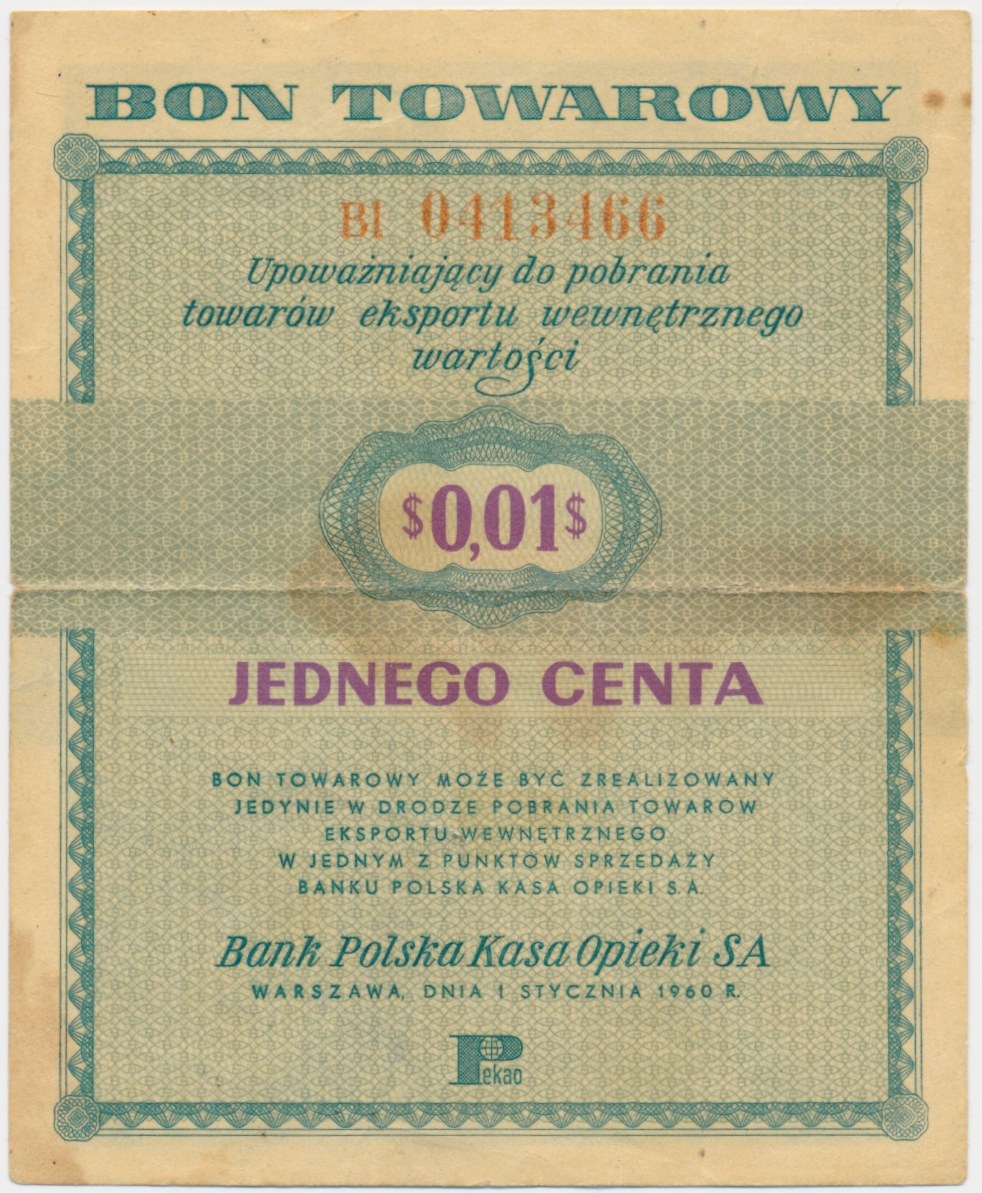 BON TOWAROWY
Bl 0413466
Upoważniający do pobrania
towarów eksportu wewnętrznego
wartości
$0,01$
JEDNEGO CENTA
BON TOWAROWY MOŻE BYĆ ZREALIZOWANY
JEDYNIE W DRODZE POBRANIA TOWAROW
EKSPORTU WEWNĘTRZNEGO
W JEDNYM Z PUNKTÓW SPRZEDAŻY
BANKU POLSKA KASA OPIEKI S.A.
Bank Polska Kasa Opieki SA
WARSZAWA, DNIA 1 STYCZNIA 1960 R.
Pekao